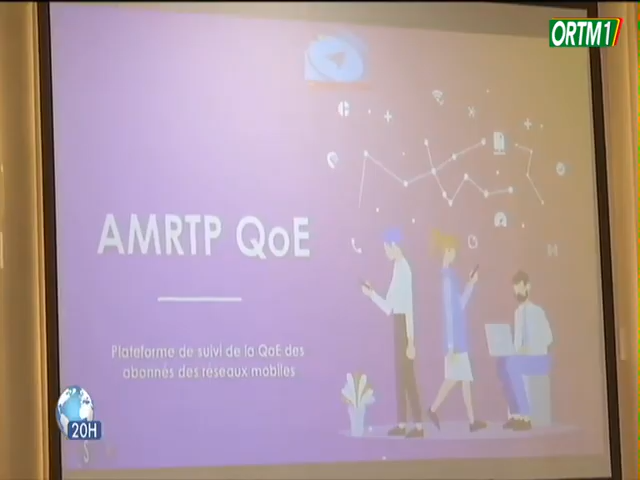 ORTM1
AMRTP QoE
Plateforme de suivi de la QoE des
abonnés des réseaux mobiles
20H